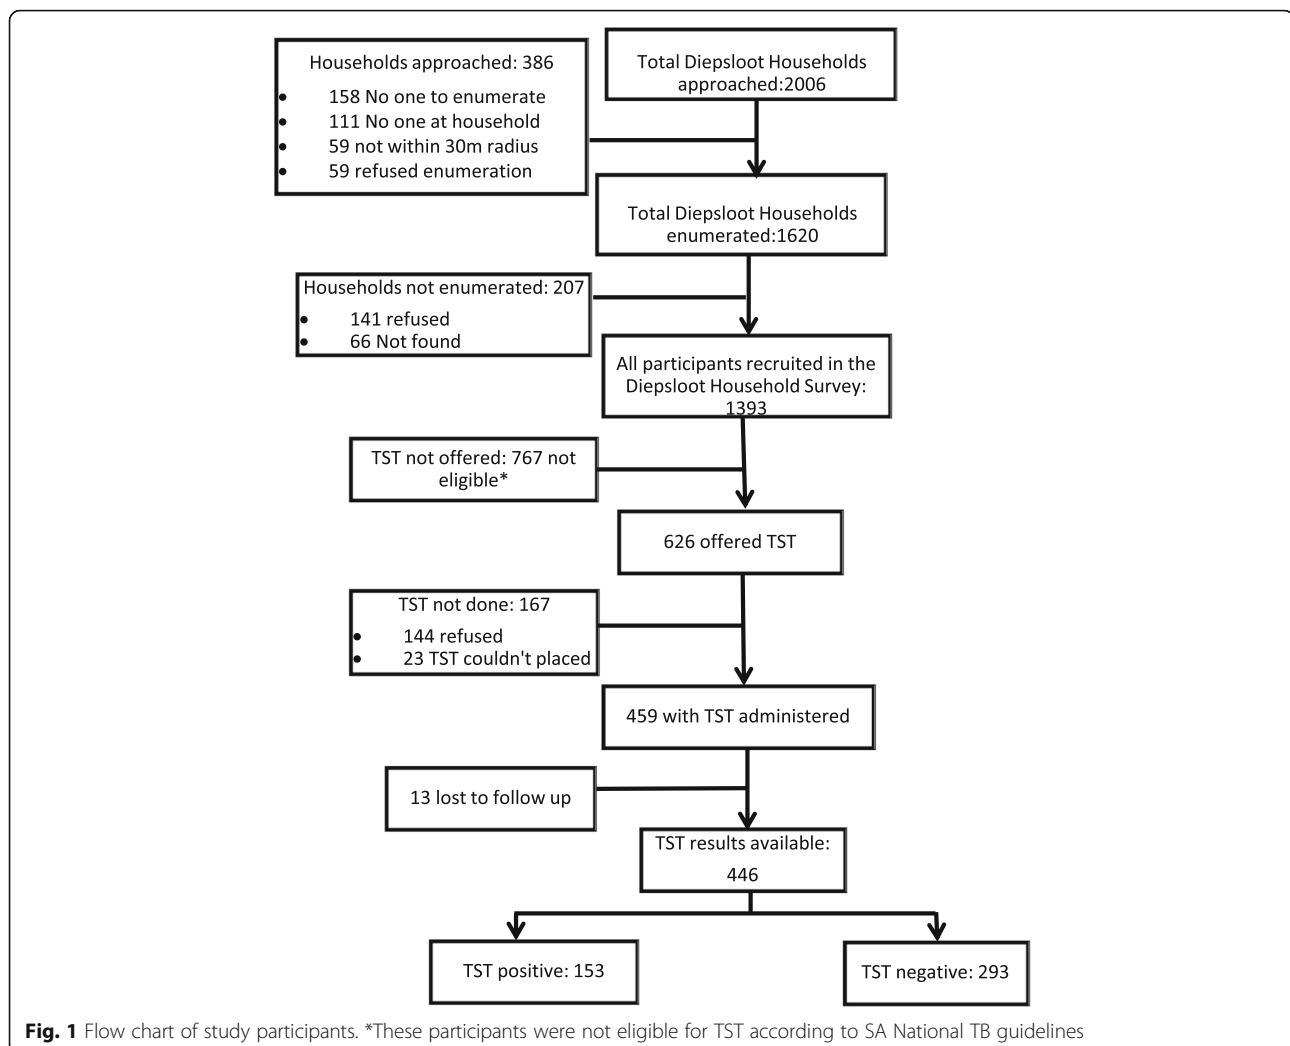 Total Diepsloot Households
approached:2006
Households approached: 386
• 158 No one to enumerate
• 111 No one at household
• 59 not within 30m radius
• 59 refused enumeration
Total Diepsloot Households
enumerated:1620
Households not enumerated: 207
• 141 refused
• 66 Not found
All participants recruited in the
Diepsloot Household Survey:
1393
TST not offered: 767 not
eligible*
626 offered TST
TST not done: 167
• 144 refused
• 23 TST couldn't placed
459 with TST administered
13 lost to follow up
TST results available:
446
TST positive: 153
TST negative: 293
Fig. 1 Flow chart of study participants. *These participants were not eligible for TST according to SA National TB guidelines